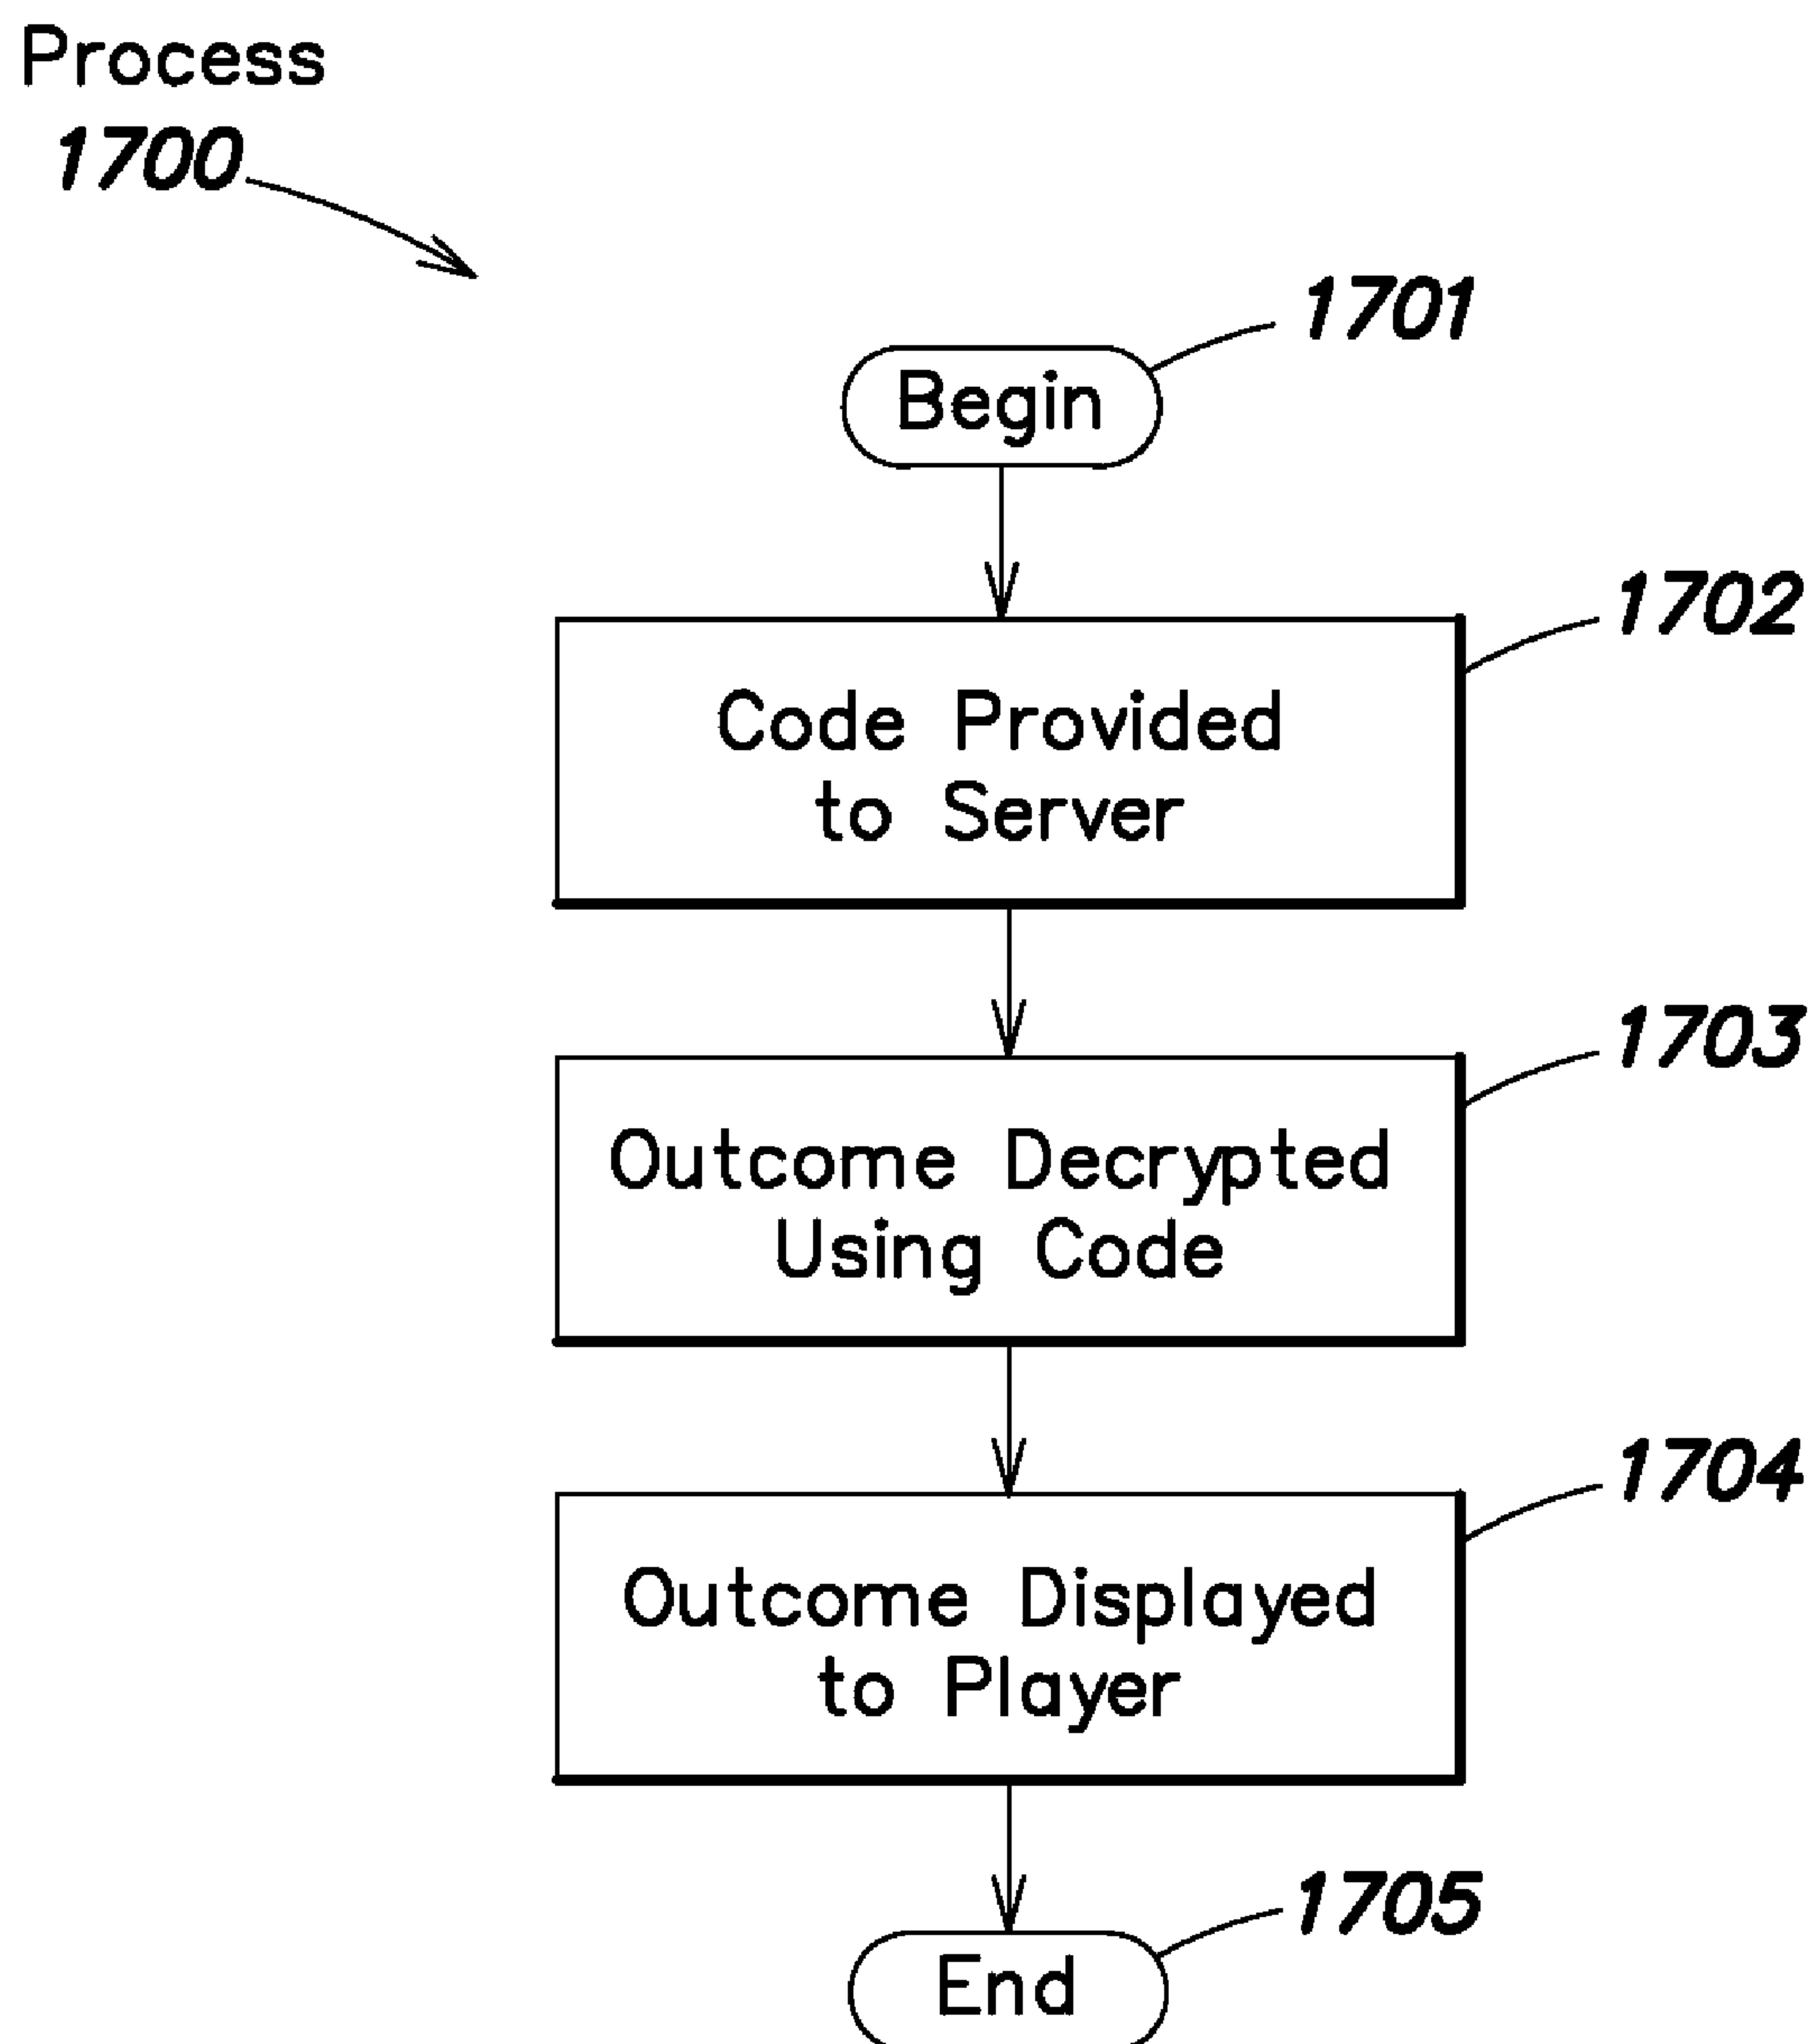 Process
1700
1701
Begin
1702
Code Provided
to Server
1703
Outcome Decrypted
Using Code
1704
Outcome Displayed
to Player
1705
End